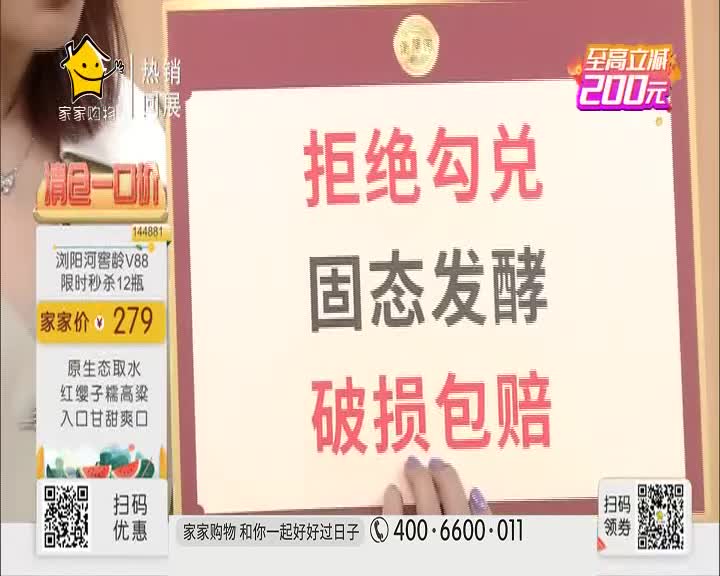 家家购物
热销
回展
至高立减
200元
拒绝勾兑
固态发酵
破损包赔
清仓一口价
144881
浏阳河窖龄V88
限时秒杀12瓶
家家价 ¥ 279
原生态取水
红缨子糯高粱
入口甘甜爽口
扫码
优惠
家家购物 和你一起好好过日子
400·6600·011
扫码
领券